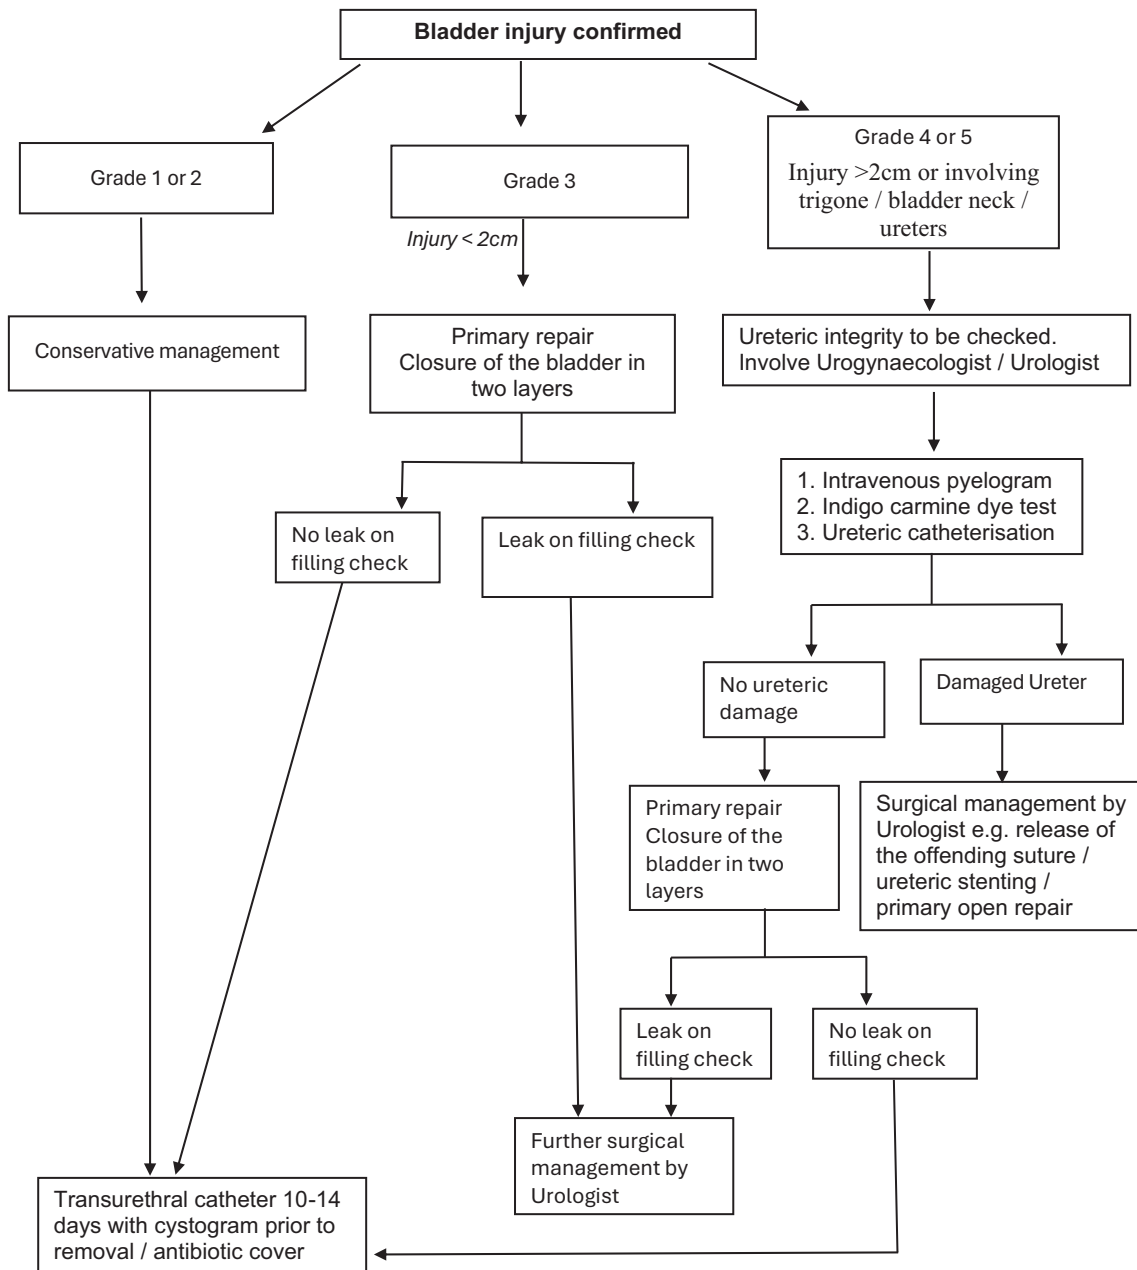 Bladder injury confirmed
Grade 1 or 2
Grade 3
Grade 4 or 5
Injury >2cm or involving
trigone / bladder neck /
ureters
Injury < 2cm
Conservative management
Primary repair
Closure of the bladder in
two layers
Ureteric integrity to be checked.
Involve Urogynaecologist / Urologist
1. Intravenous pyelogram
2. Indigo carmine dye test
3. Ureteric catheterisation
No leak on
filling check
Leak on filling check
No ureteric
damage
Damaged Ureter
Primary repair
Closure of the
bladder in two
layers
Surgical management by
Urologist e.g. release of
the offending suture /
ureteric stenting /
primary open repair
Leak on
filling check
No leak on
filling check
Further surgical
management by
Urologist
Transurethral catheter 10-14
days with cystogram prior to
removal / antibiotic cover